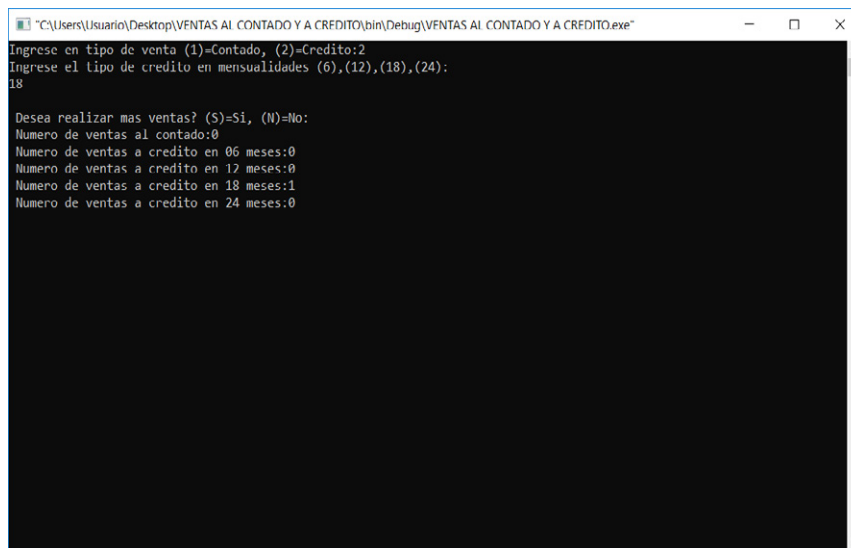 "C:\Users\Usuario\Desktop\VENTAS AL CONTADO Y A CREDITO\bin\Debug\VENTAS AL CONTADO Y A CREDITO.exe"
Ingrese en tipo de venta (1)=Contado, (2)=Credito:2
Ingrese el tipo de credito en mensualidades (6),(12),(18),(24):
18
Desea realizar mas ventas? (S)=Si, (N)=No:
Numero de ventas al contado:0
Numero de ventas a credito en 06 meses:0
Numero de ventas a credito en 12 meses:0
Numero de ventas a credito en 18 meses:1
Numero de ventas a credito en 24 meses:0